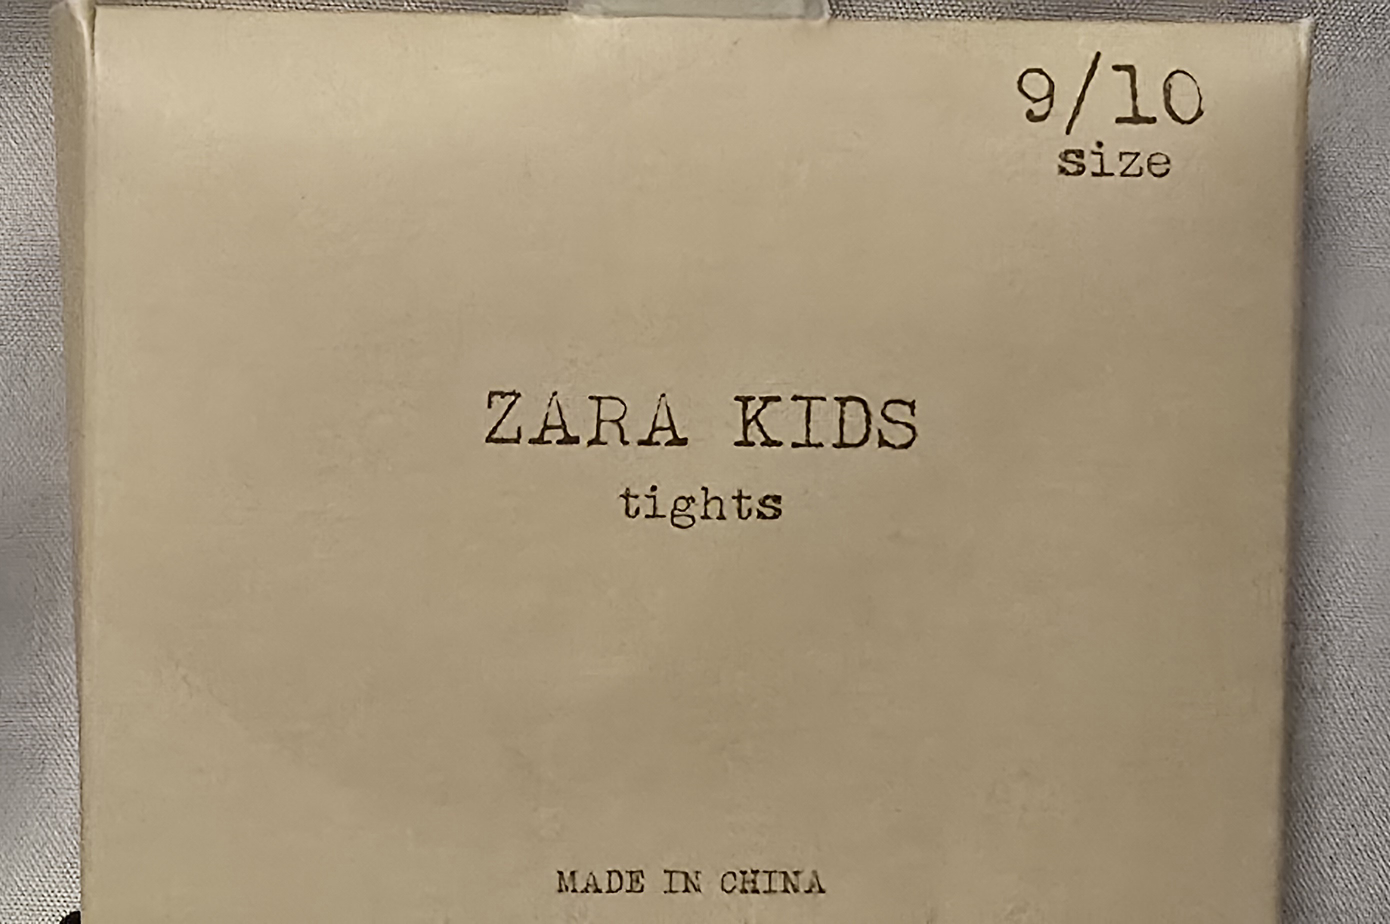 9/10
size
ZARA KIDS
tights
MADE IN CHINA